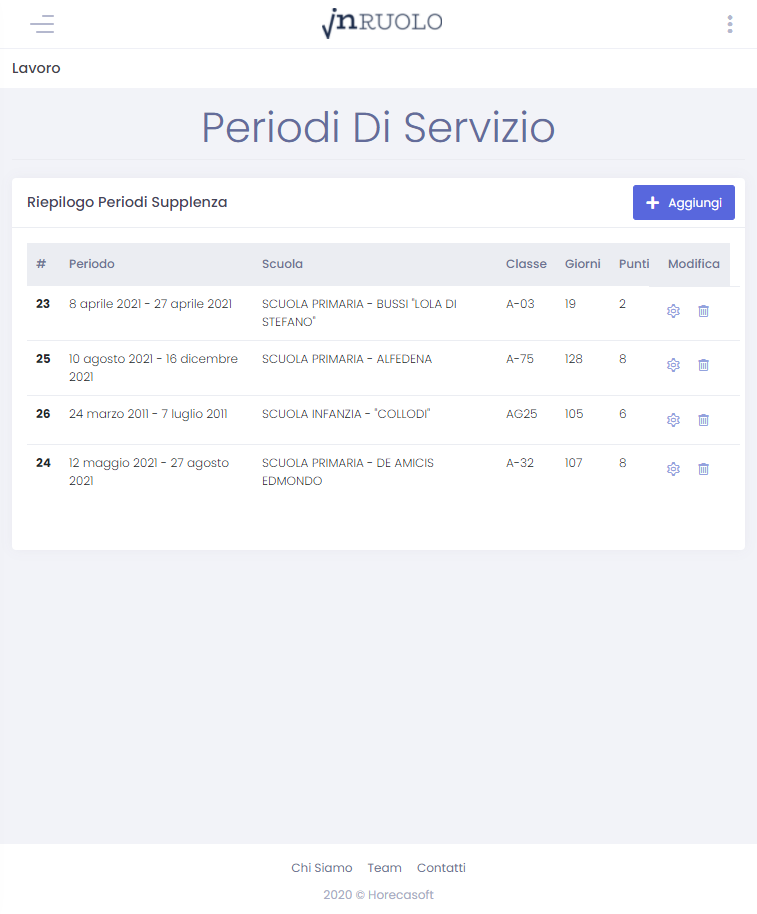 inRUOLO
Lavoro
Periodi Di Servizio
Riepilogo Periodi Supplenza
Aggiungi
# Periodo Scuola Classe Giorni Punti Modifica
23 8 aprile 2021 - 27 aprile 2021 SCUOLA PRIMARIA - BUSSI "LOLA DI A-03 19 2
STEFANO"
25 10 agosto 2021 - 16 dicembre SCUOLA PRIMARIA - ALFEDENA A-75 128 8
2021
26 24 marzo 2011 - 7 luglio 2011 SCUOLA INFANZIA - "COLLODI" AG25 105 6
24 12 maggio 2021 - 27 agosto SCUOLA PRIMARIA - DE AMICIS A-32 107 8
2021 EDMONDO
Chi Siamo Team Contatti
2020 © Horecasoft